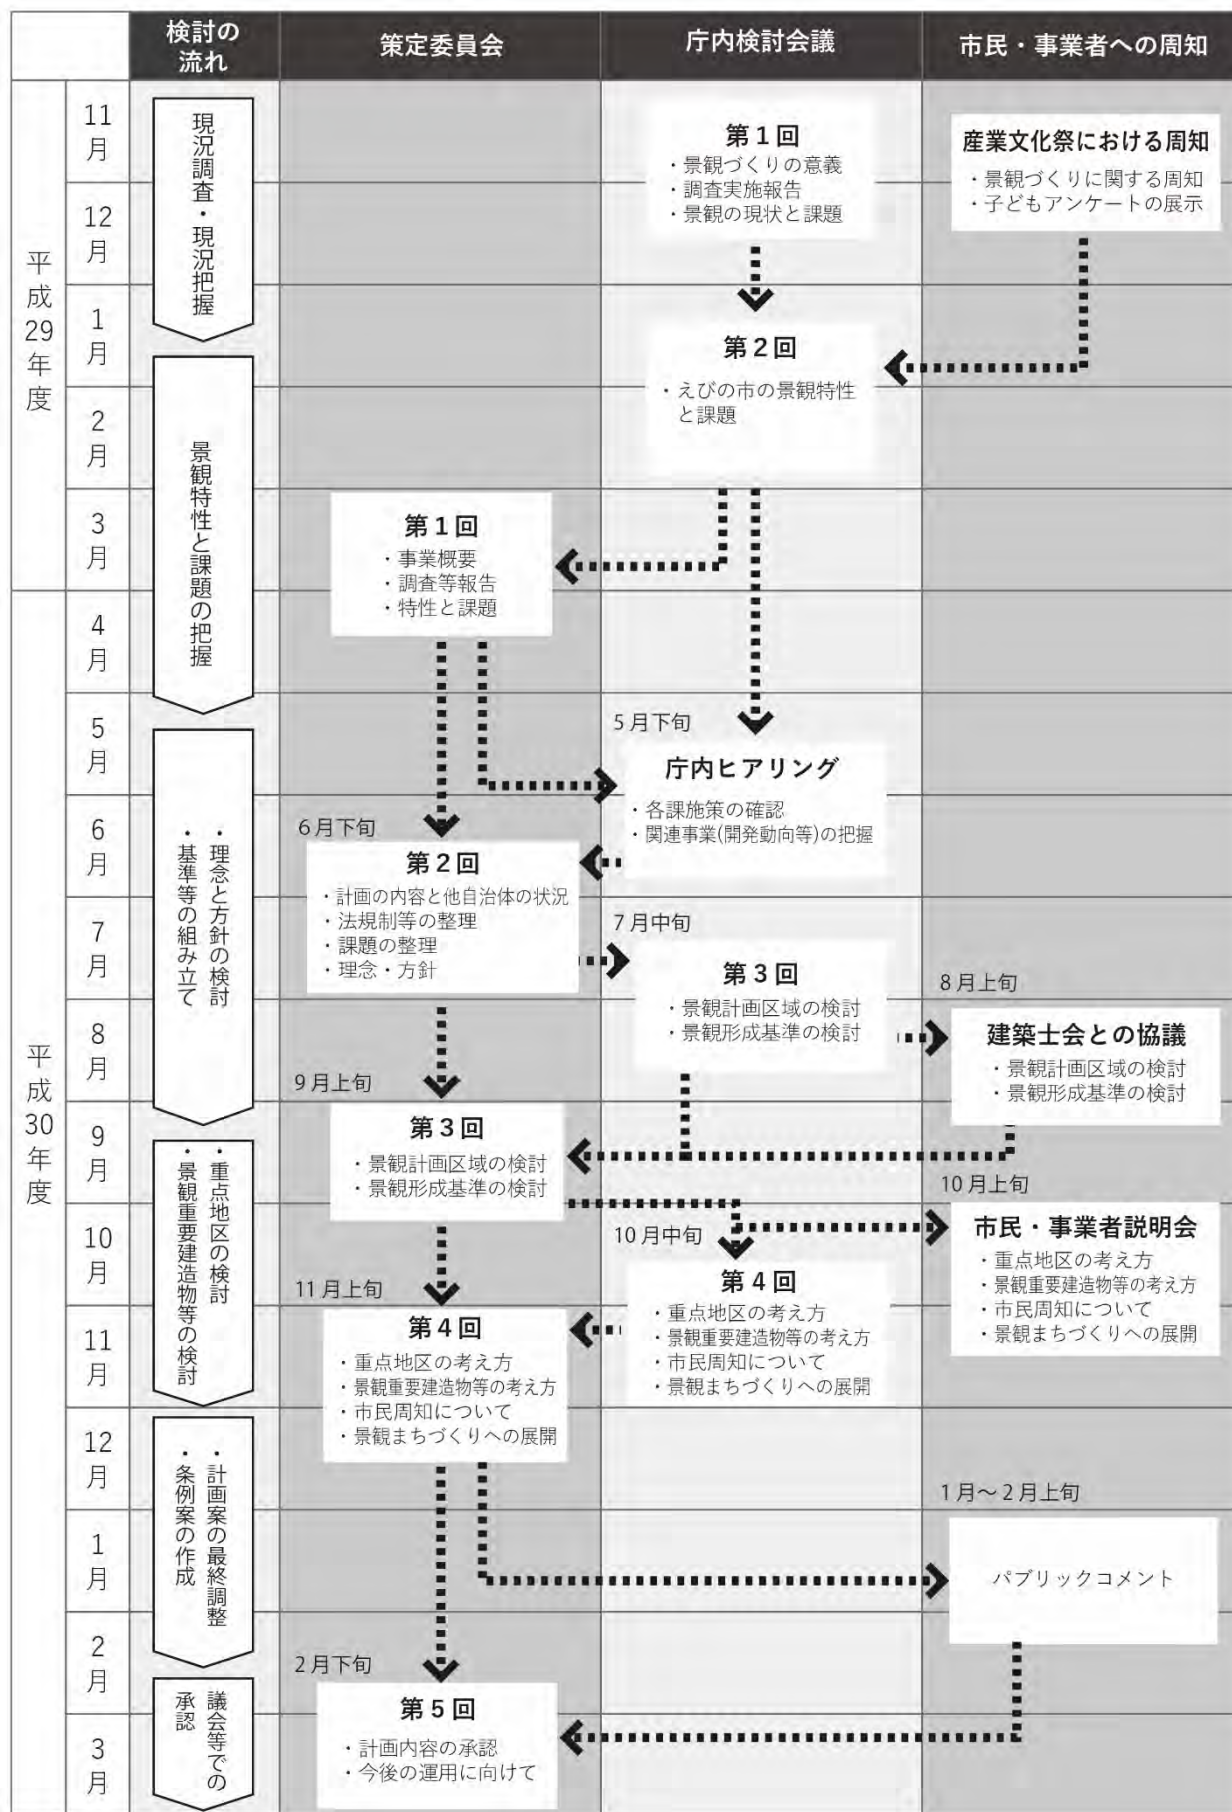 検討の
流れ
策定委員会
庁内検討会議
市民・事業者への周知
平成29年度
11月
12月
1月
2月
3月
平成30年度
4月
5月
6月
7月
8月
9月
10月
11月
12月
1月
2月
3月
現況調査・現況把握
景観特性と課題の把握
・理念と方針の検討
・基準等の組み立て
・重点地区の検討
・景観重要建造物等の検討
・計画案の最終調整
・条例案の作成
議会等での
承認
第1回
・景観づくりの意義
・調査実施報告
・景観の現状と課題
産業文化祭における周知
・景観づくりに関する周知
・子どもアンケートの展示
第2回
・えびの市の景観特性
と課題
第1回
・事業概要
・調査等報告
・特性と課題
5月下旬
庁内ヒアリング
・各課施策の確認
・関連事業(開発動向等)の把握
6月下旬
第2回
・計画の内容と他自治体の状況
・法規制等の整理
・課題の整理
・理念・方針
7月中旬
第3回
・景観計画区域の検討
・景観形成基準の検討
8月上旬
建築士会との協議
・景観計画区域の検討
・景観形成基準の検討
9月上旬
第3回
・景観計画区域の検討
・景観形成基準の検討
10月上旬
市民・事業者説明会
・重点地区の考え方
・景観重要建造物等の考え方
・市民周知について
・景観まちづくりへの展開
10月中旬
第4回
・重点地区の考え方
・景観重要建造物等の考え方
・市民周知について
・景観まちづくりへの展開
11月上旬
第4回
・重点地区の考え方
・景観重要建造物等の考え方
・市民周知について
・景観まちづくりへの展開
1月～2月上旬
パブリックコメント
2月下旬
第5回
・計画内容の承認
・今後の運用に向けて